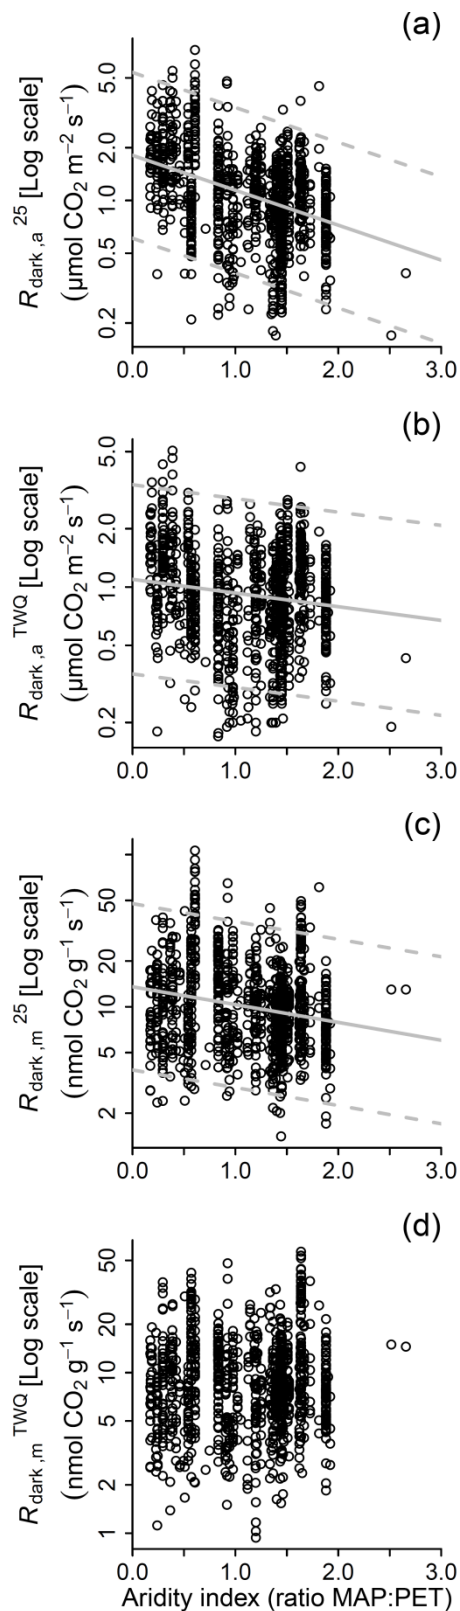 (a)
R dark,a 25 [Log scale]
(µmol CO2 m−2 s−1)
5.0
2.0
1.0
0.5
0.2
0.0 1.0 2.0 3.0
(b)
R dark,a TWQ [Log scale]
(µmol CO2 m−2 s−1)
5.0
2.0
1.0
0.5
0.2
0.0 1.0 2.0 3.0
(c)
R dark,m 25 [Log scale]
(nmol CO2 g−1 s−1)
50
20
10
5
2
0.0 1.0 2.0 3.0
(d)
R dark,m TWQ [Log scale]
(nmol CO2 g−1 s−1)
50
20
10
5
2
1
0.0 1.0 2.0 3.0
Aridity index (ratio MAP:PET)